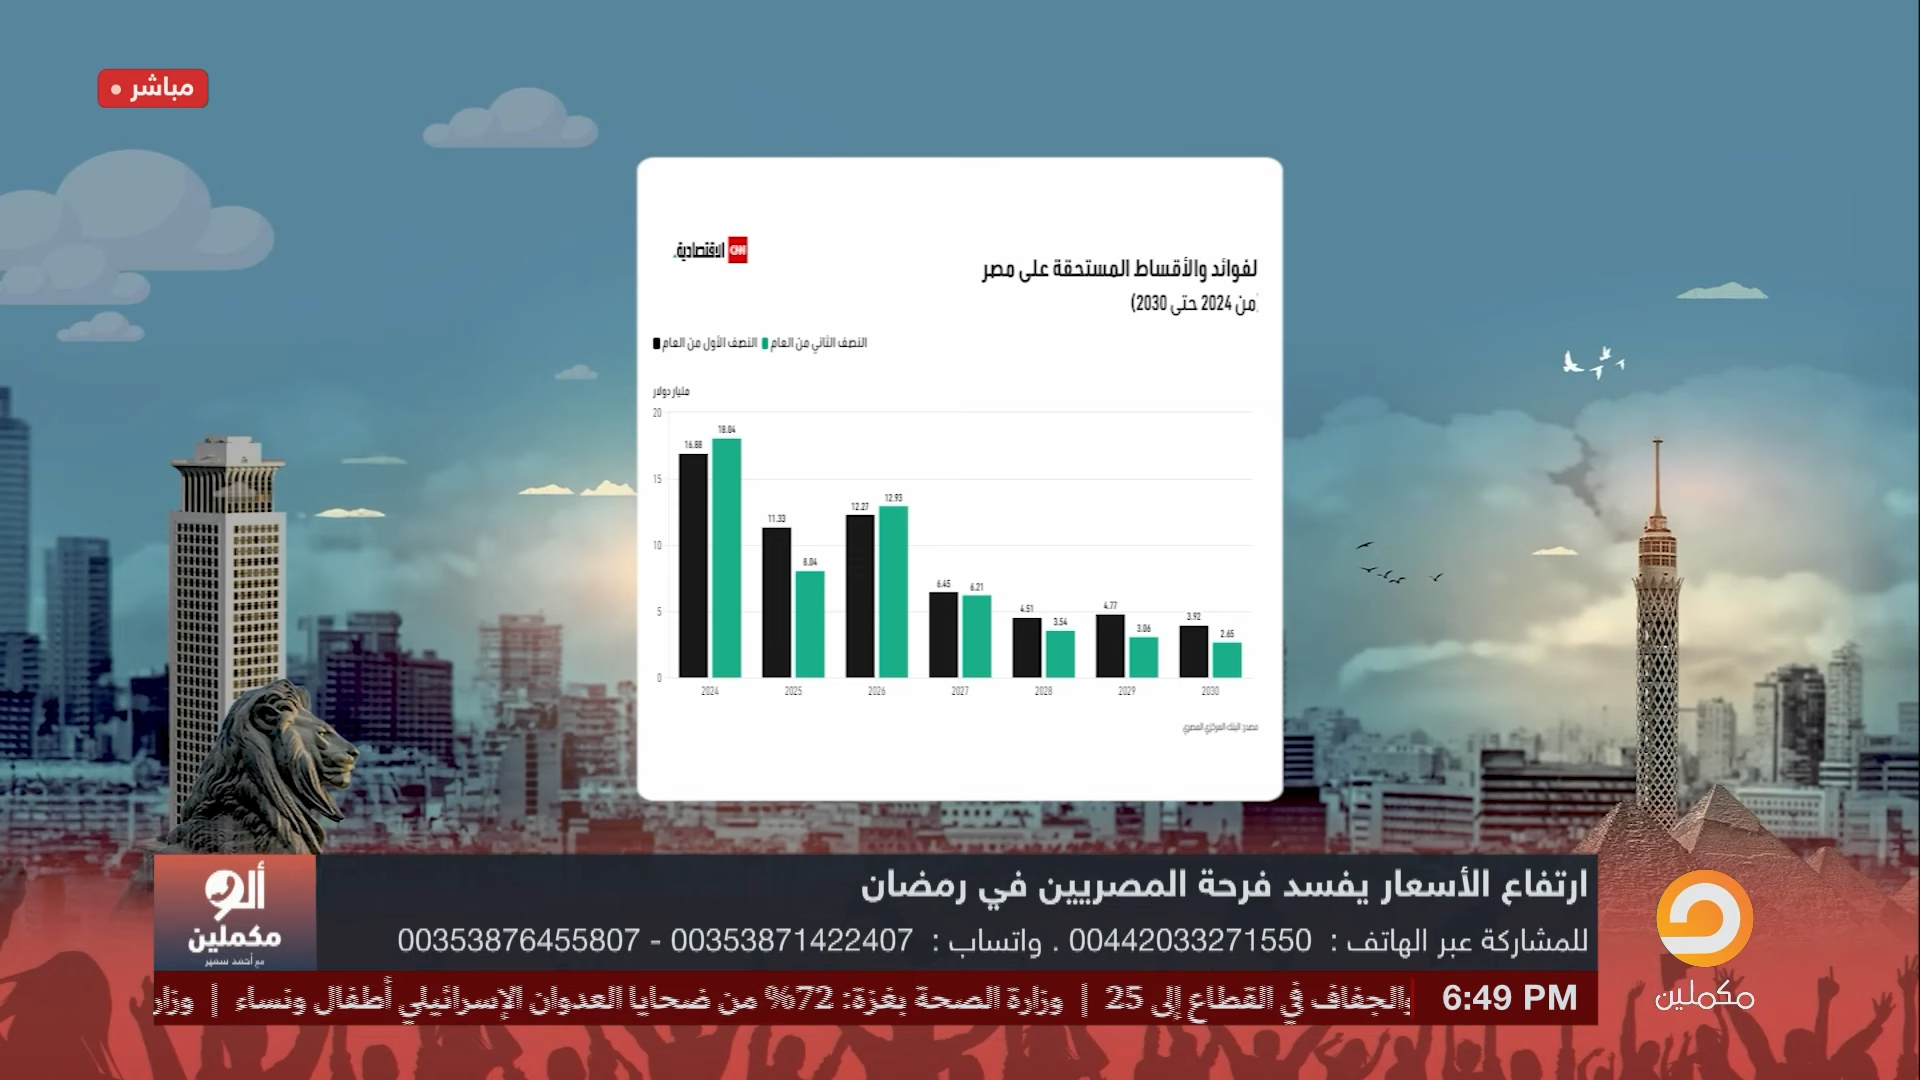 مباشر
CNN الاقتصادية
لفوائد والأقساط المستحقة على مصر
من 2024 حتى 2030)
النصف الأول من العام النصف الثاني من العام
مليار دولار
20
15
10
5
0
16.88 18.04
11.33 8.04
12.27 12.93
6.45 6.21
4.51 3.54
4.77 3.06
3.92 2.65
2024 2025 2026 2027 2028 2029 2030
مصدر: البنك المركزي المصري
ارتفاع الأسعار يفسد فرحة المصريين في رمضان
للمشاركة عبر الهاتف : 00442033271550 . واتساب : 00353871422407 - 00353876455807
ألو
مكملين
مع أحمد سمير
6:49 PM
والجفاف في القطاع إلى 25 | وزارة الصحة بغزة: 72% من ضحايا العدوان الإسرائيلي أطفال ونساء | وزار
مكملين